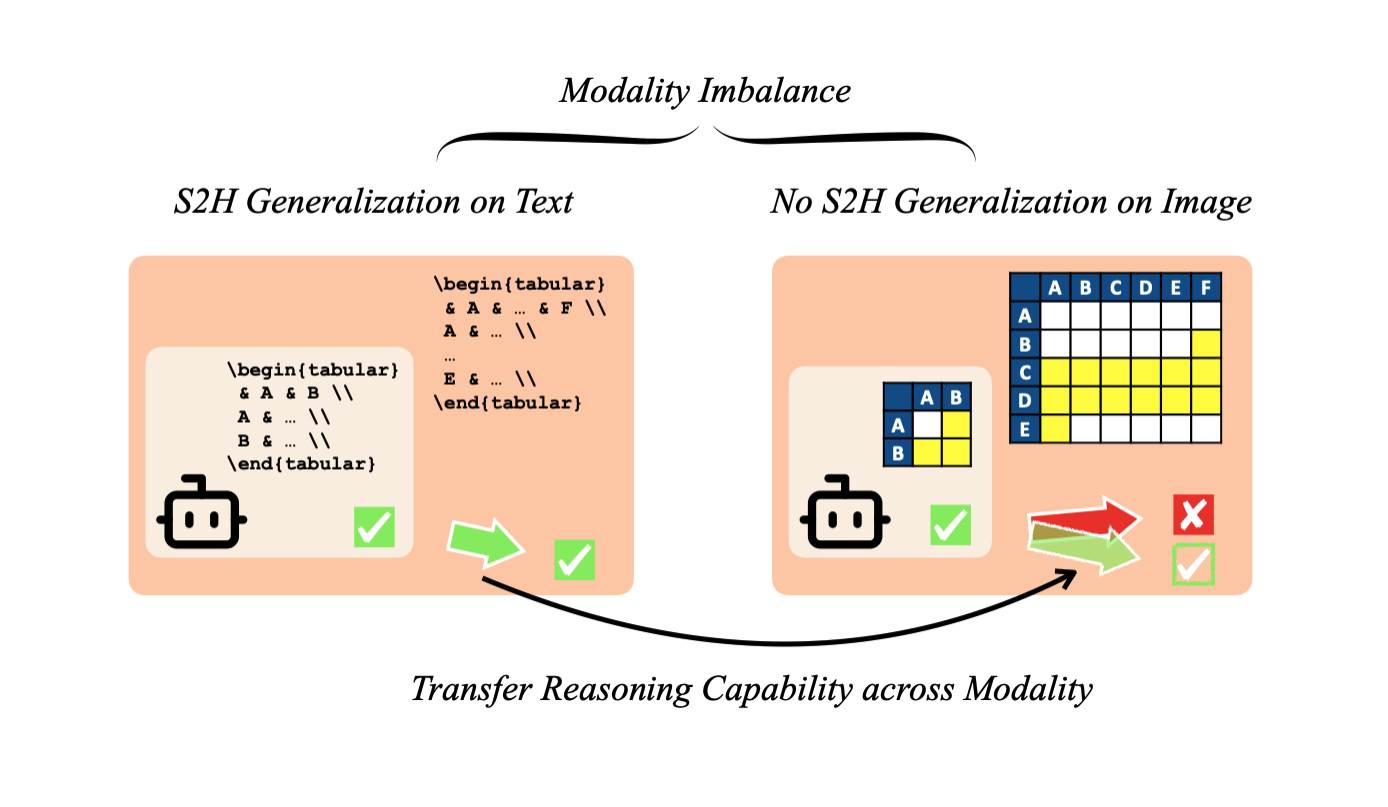 Modality Imbalance
S2H Generalization on Text
No S2H Generalization on Image
\begin{tabular}
& A & … & F \\
A & … \\
…
E & … \\
\end{tabular}
\begin{tabular}
& A & B \\
A & … \\
B & … \\
\end{tabular}
A B
A
B
A B C D E F
A
B
C
D
E
Transfer Reasoning Capability across Modality